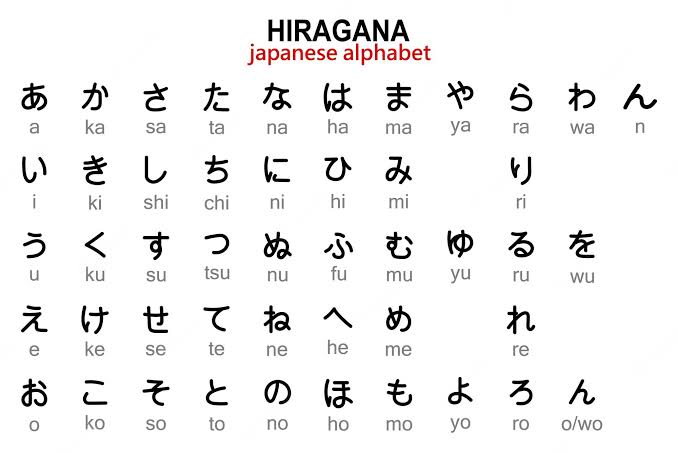 HIRAGANA
japanese alphabet
あ か さ た な は ま や ら わ ん
a ka sa ta na ha ma ya ra wa n
い き し ち に ひ み り
i ki shi chi ni hi mi ri
う く す つ ぬ ふ む ゆ る を
u ku su tsu nu fu mu yu ru wu
え け せ て ね へ め れ
e ke se te ne he me re
お こ そ と の ほ も よ ろ ん
o ko so to no ho mo yo ro o/wo